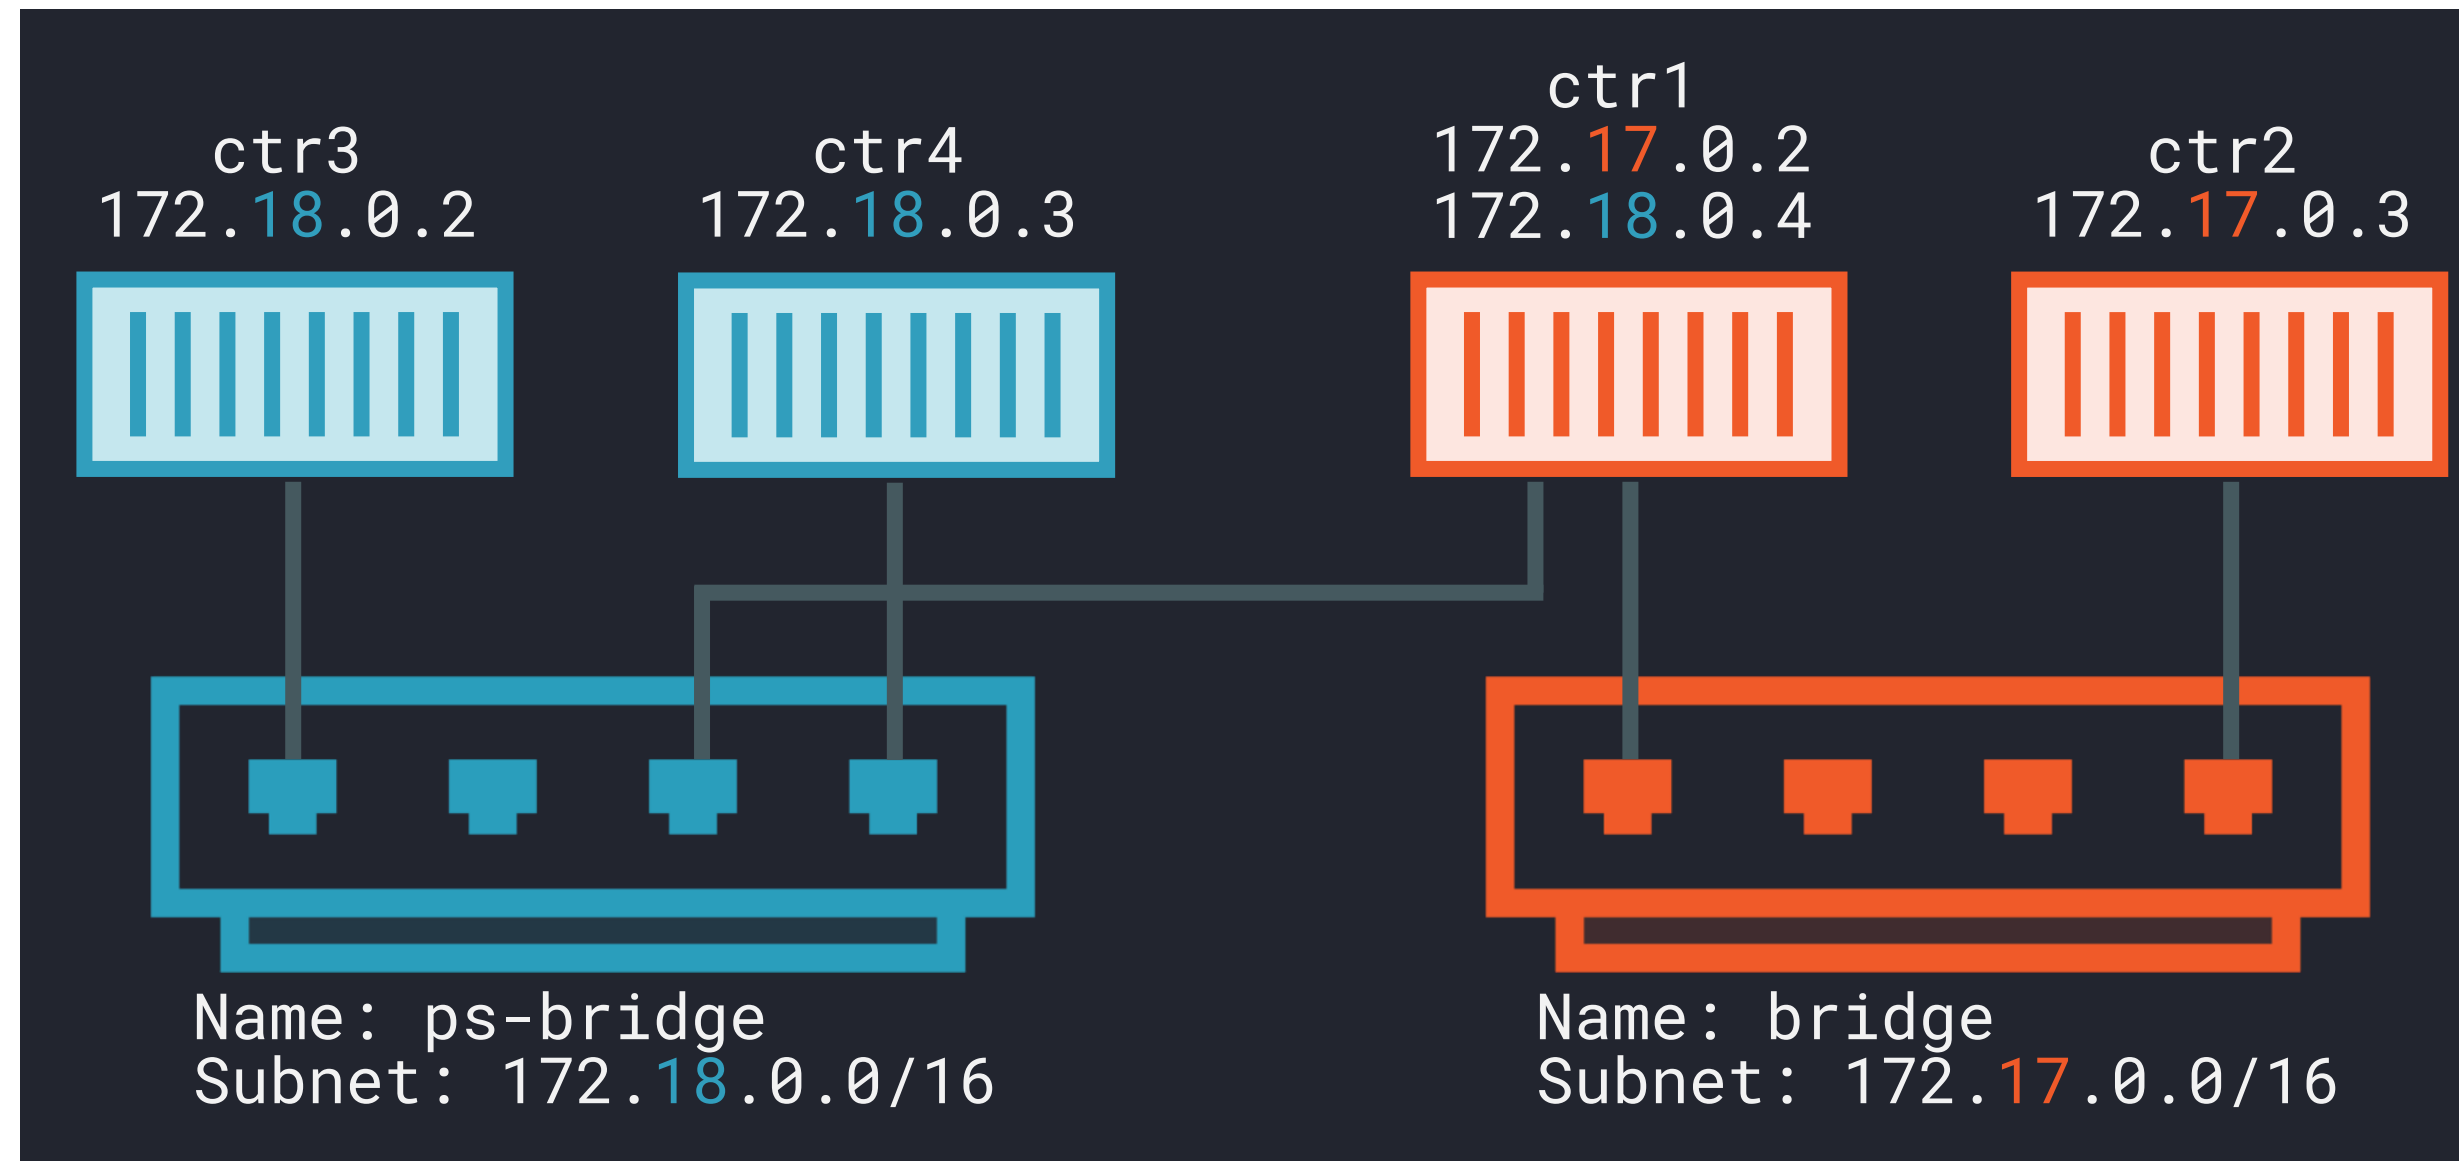 ctr3
172.18.0.2
ctr4
172.18.0.3
ctr1
172.17.0.2
172.18.0.4
ctr2
172.17.0.3
Name: ps-bridge
Subnet: 172.18.0.0/16
Name: bridge
Subnet: 172.17.0.0/16